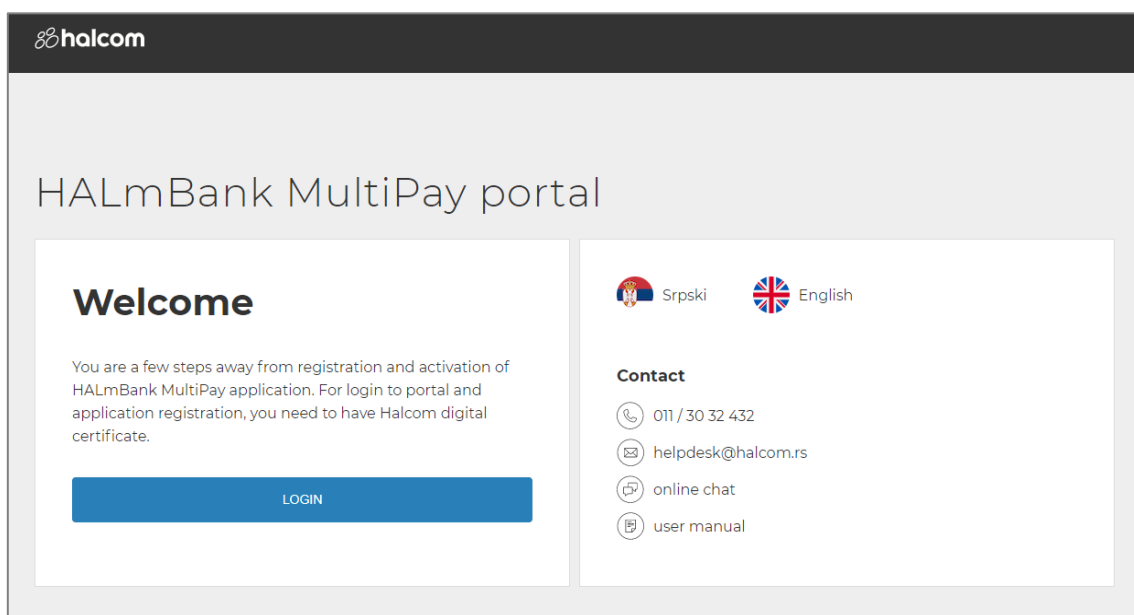 halcom
HALmBank MultiPay portal
Welcome
You are a few steps away from registration and activation of
HALmBank MultiPay application. For login to portal and
application registration, you need to have Halcom digital
certificate.
LOGIN
Srpski
English
Contact
011 / 30 32 432
helpdesk@halcom.rs
online chat
user manual